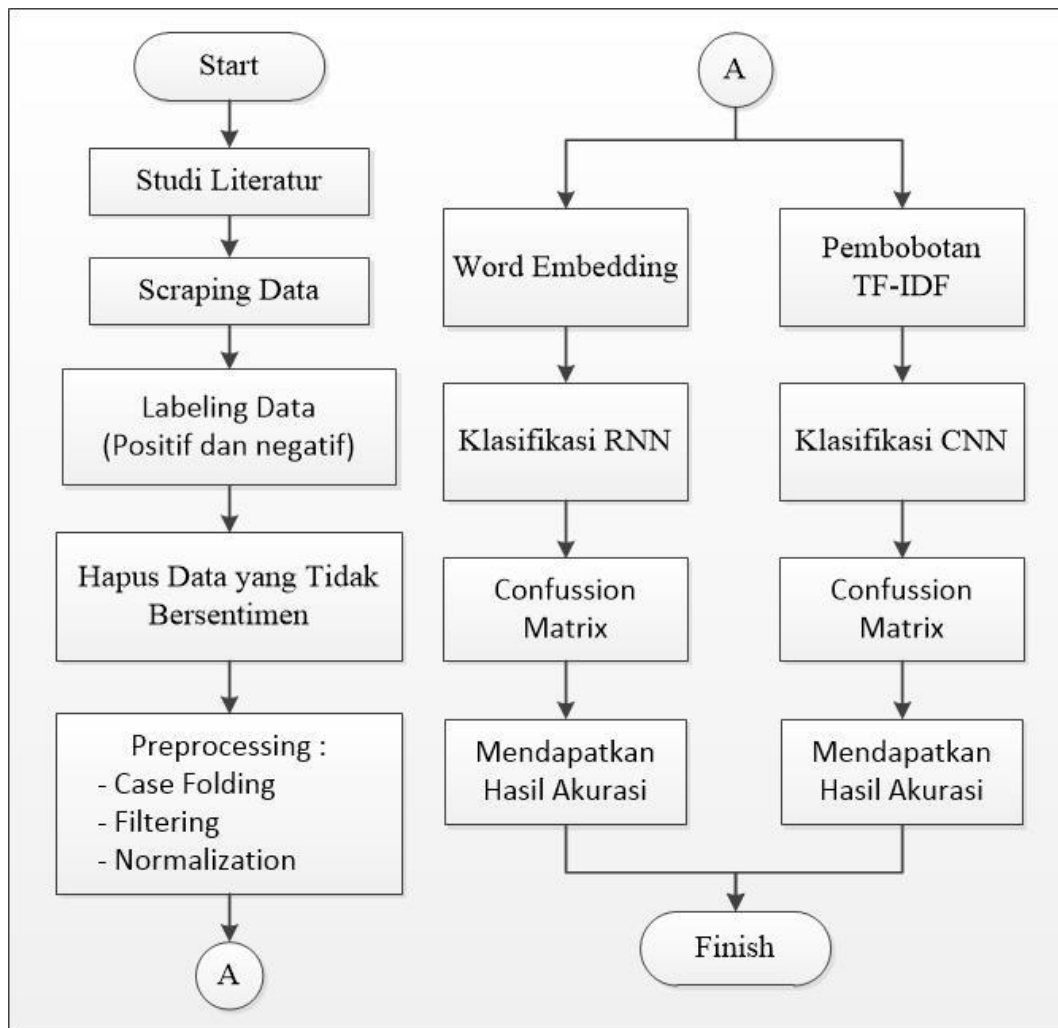 Start
Studi Literatur
Scraping Data
Labeling Data
(Positif dan negatif)
Hapus Data yang Tidak
Bersentimen
Preprocessing :
- Case Folding
- Filtering
- Normalization
A
A
Word Embedding
Klasifikasi RNN
Confussion
Matrix
Mendapatkan
Hasil Akurasi
Pembobotan
TF-IDF
Klasifikasi CNN
Confussion
Matrix
Mendapatkan
Hasil Akurasi
Finish